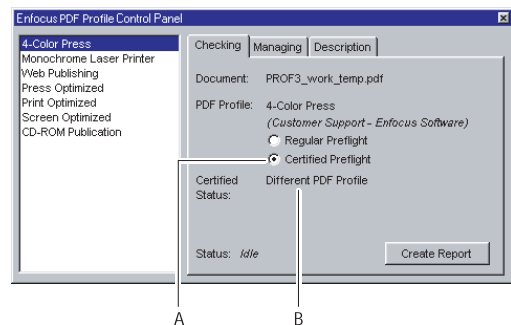 Enfocus PDF Profile Control Panel
4-Color Press
Monochrome Laser Printer
Web Publishing
Press Optimized
Print Optimized
Screen Optimized
CD-ROM Publication
Checking Managing Description
Document: PROF3_work_temp.pdf
PDF Profile: 4-Color Press
(Customer Support - Enfocus Software)
Regular Preflight
Certified Preflight
Certified Status: Different PDF Profile
Status: Idle
Create Report
A B